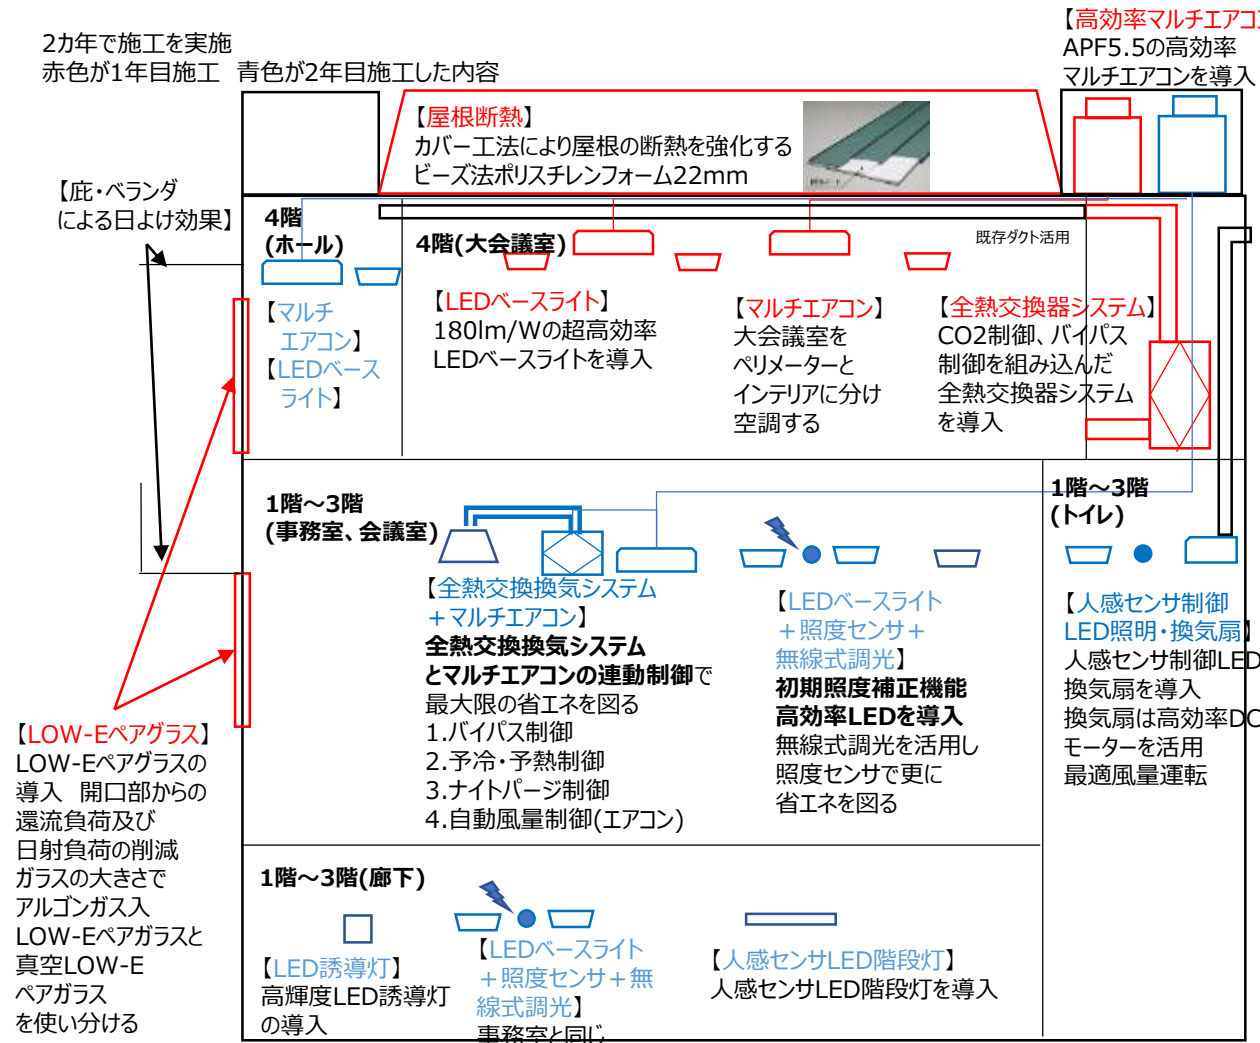 2カ年で施工を実施
赤色が1年目施工　青色が2年目施工した内容
【高効率マルチエアコン
APF5.5の高効率
マルチエアコンを導入
【屋根断熱】
カバー工法により屋根の断熱を強化する
ビーズ法ポリスチレンフォーム22mm
【庇・ベランダ
による日よけ効果】
4階
(ホール)
【マルチ
エアコン】
【LEDベース
ライト】
4階(大会議室)
既存ダクト活用
【LEDベースライト】
180lm/Wの超高効率
LEDベースライトを導入
【マルチエアコン】
大会議室を
ペリメーターと
インテリアに分け
空調する
【全熱交換器システム】
CO2制御、バイパス
制御を組み込んだ
全熱交換器システム
を導入
1階～3階
(事務室、会議室)
【全熱交換換気システム
＋マルチエアコン】
全熱交換換気システム
とマルチエアコンの連動制御で
最大限の省エネを図る
1.バイパス制御
2.予冷・予熱制御
3.ナイトパージ制御
4.自動風量制御(エアコン)
【LEDベースライト
＋照度センサ＋
無線式調光】
初期照度補正機能
高効率LEDを導入
無線式調光を活用し
照度センサで更に
省エネを図る
1階～3階
(トイレ)
【人感センサ制御
LED照明・換気扇】
人感センサ制御LED
換気扇を導入
換気扇は高効率DC
モーターを活用
最適風量運転
【LOW-Eペアグラス】
LOW-Eペアグラスの
導入　開口部からの
還流負荷及び
日射負荷の削減
ガラスの大きさで
アルゴンガス入
LOW-Eペアガラスと
真空LOW-E
ペアガラス
を使い分ける
1階～3階(廊下)
【LED誘導灯】
高輝度LED誘導灯
の導入
【LEDベースライト
＋照度センサ＋無
線式調光】
事務室と同じ
【人感センサLED階段灯】
人感センサLED階段灯を導入